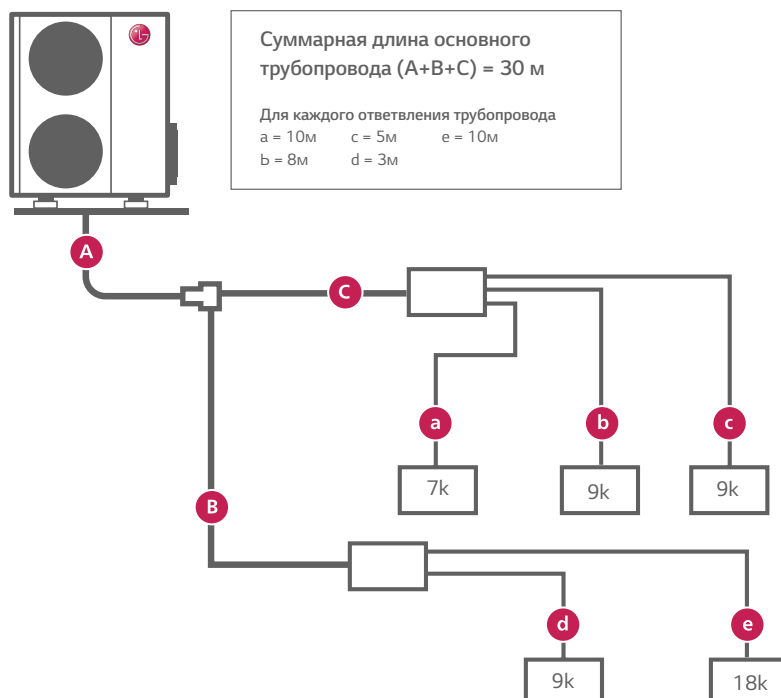 LG
Суммарная длина основного
трубопровода (A+B+C) = 30 м
Для каждого ответвления трубопровода
a = 10м c = 5м e = 10м
b = 8м d = 3м
A
C
a
b
c
7k
9k
9k
B
d
e
9k
18k